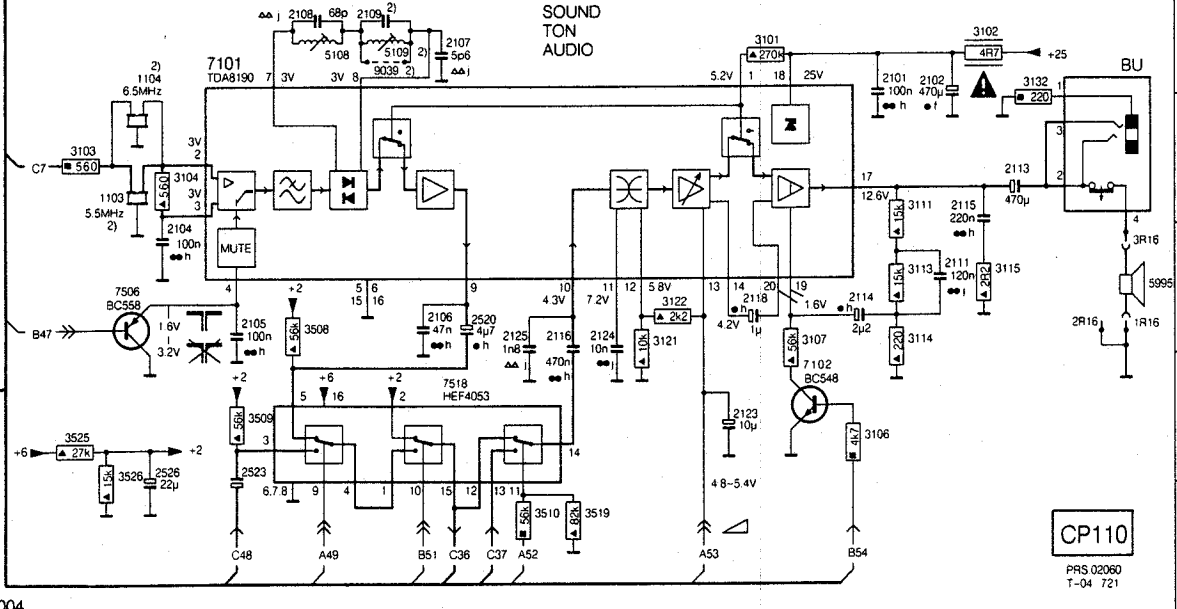 SOUND
TON
AUDIO
△△ j
2108
68p
2109
2)
5108
5109
2)
9039
2)
2107
5p6
△△ j
7101
TDA8190
7
3V
3V
8
3101
270k
3102
4R7
+25
5.2V
1
18
25V
2101
100n
●● h
2102
470µ
● f
3132
220
BU
1
3
2
4
2)
1104
6.5MHz
C7
3103
560
3V
2
3104
560
1103
5.5MHz
2)
3V
3
2104
100n
●● h
MUTE
17
12.6V
2113
470µ
3111
15k
2115
220n
●● h
3113
15k
2111
120n
●● f
3115
2R2
3R16
5995
2R16
1R16
4
5
15
6
16
9
10
4.3V
11
7.2V
12
5.8V
13
14
4.2V
20
19
1.6V
7506
BC558
1.6V
3.2V
B47
2105
100n
●● h
+2
56k
3508
2106
47n
●● h
2520
4µ7
● h
2125
1n8
△△ j
2116
470n
●● h
2124
10n
●● j
3122
2k2
10k
3121
2118
1µ
● h
2114
2µ2
● h
220
3114
56k
3107
7102
BC548
+2
+6
+2
7518
HEF4053
5
16
2
56k
3509
3
14
2523
6.7.8
9
4
1
10
15
12
13
11
2123
10µ
4k7
3106
+6
3525
27k
+2
15k
3526
2526
22µ
4.8~5.4V
56k
3510
82k
3519
C48
A49
B51
C36
C37
A52
A53
B54
CP110
PRS.02060
T-04 721
004